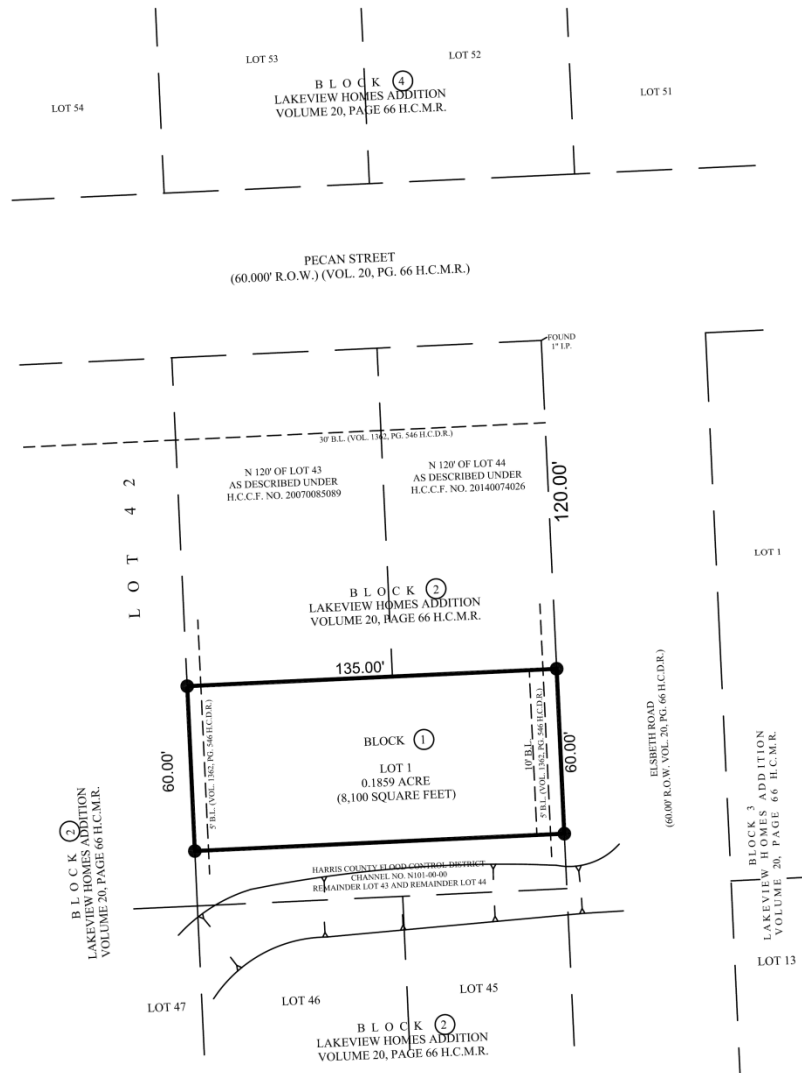 LOT 53
LOT 52
LOT 54
BLOCK 4
LAKEVIEW HOMES ADDITION
VOLUME 20, PAGE 66 H.C.M.R.
LOT 51
PECAN STREET
(60.000' R.O.W.) (VOL. 20, PG. 66 H.C.M.R.)
FOUND
1" I.P.
30' B.L. (VOL. 1362, PG. 546 H.C.D.R.)
N 120' OF LOT 43
AS DESCRIBED UNDER
H.C.C.F. NO. 20070085089
N 120' OF LOT 44
AS DESCRIBED UNDER
H.C.C.F. NO. 20140074026
120.00'
LOT 42
LOT 1
BLOCK 2
LAKEVIEW HOMES ADDITION
VOLUME 20, PAGE 66 H.C.M.R.
135.00'
60.00'
5' B.L. (VOL. 1362, PG. 546 H.C.D.R.)
BLOCK 1
LOT 1
0.1859 ACRE
(8,100 SQUARE FEET)
10' B.L.
5' B.L. (VOL. 1362, PG. 546 H.C.D.R.)
60.00'
ELSBETH ROAD
(60.00' R.O.W. VOL. 20, PG. 66 H.C.D.R.)
BLOCK 3
LAKEVIEW HOMES ADDITION
VOLUME 20, PAGE 66 H.C.M.R.
BLOCK 2
LAKEVIEW HOMES ADDITION
VOLUME 20, PAGE 66 H.C.M.R.
HARRIS COUNTY FLOOD CONTROL DISTRICT
CHANNEL NO. N101-00-00
REMAINDER LOT 43 AND REMAINDER LOT 44
LOT 13
LOT 47
LOT 46
LOT 45
BLOCK 2
LAKEVIEW HOMES ADDITION
VOLUME 20, PAGE 66 H.C.M.R.